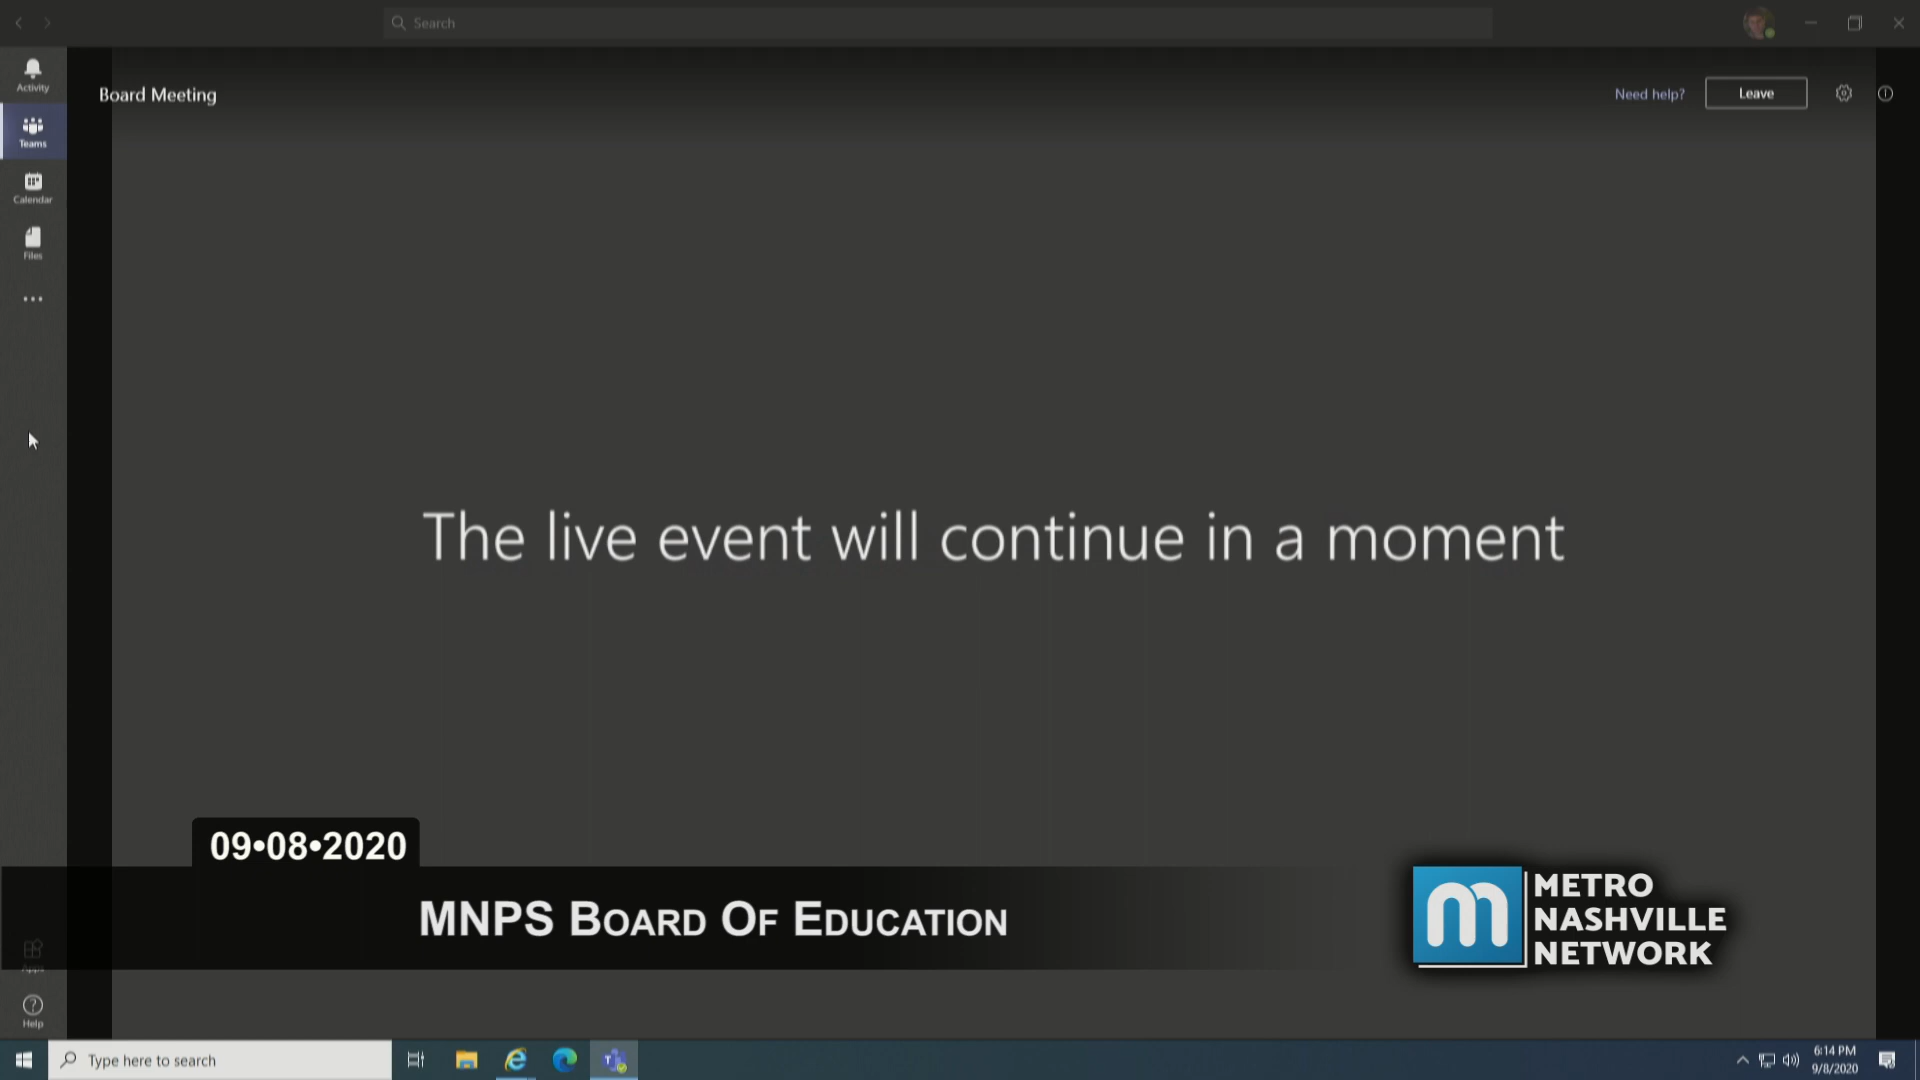 Search
Activity
Board Meeting
Need help?
Leave
Teams
Calendar
Files
The live event will continue in a moment
09•08•2020
MNPS BOARD OF EDUCATION
METRO
NASHVILLE
NETWORK
Apps
Help
Type here to search
6:14 PM
9/8/2020